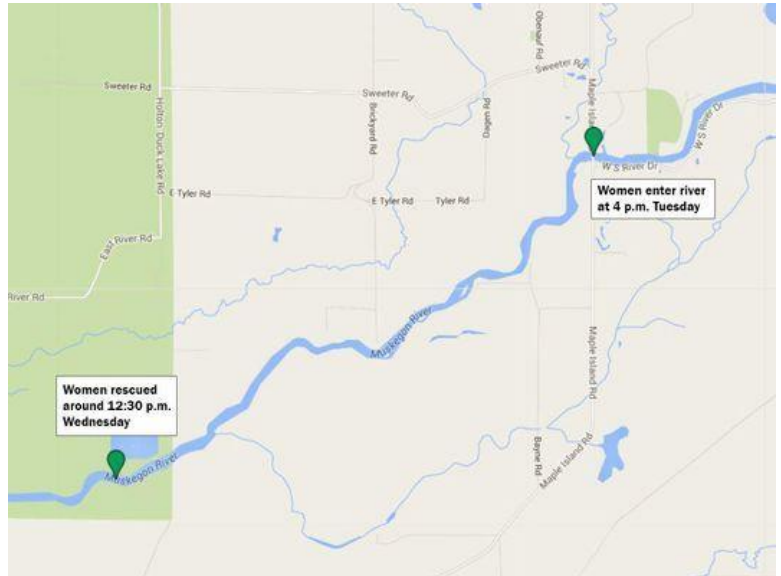 Obenauf Rd
Sweeter Rd
Maple Island
W S River Dr
Sweeter Rd
Sweeter Rd
Holton Duck Lake Rd
Brickyard Rd
Dagen Rd
W S River Dr
Women enter river
at 4 p.m. Tuesday
E Tyler Rd
E Tyler Rd
Tyler Rd
East River Rd
River Rd
Muskegon River
Maple Island Rd
Women rescued
around 12:30 p.m.
Wednesday
Bayne Rd
Maple Island Rd
Muskegon River